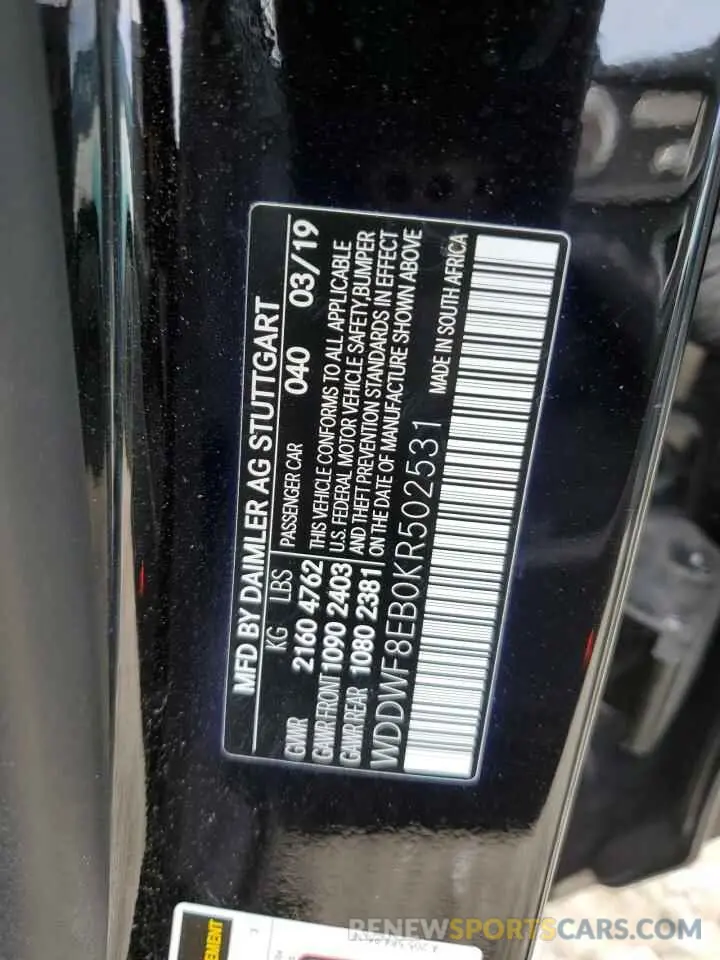 MFD BY DAIMLER AG STUTTGART
KG LBS
PASSENGER CAR 040 03/19
GVWR 2160 4762
GAWR FRONT 1090 2403
GAWR REAR 1080 2381
THIS VEHICLE CONFORMS TO ALL APPLICABLE
U.S. FEDERAL MOTOR VEHICLE SAFETY, BUMPER
AND THEFT PREVENTION STANDARDS IN EFFECT
ON THE DATE OF MANUFACTURE SHOWN ABOVE
WDDWF8EB0KR502531 MADE IN SOUTH AFRICA
RENEWSPORTSCARS.COM